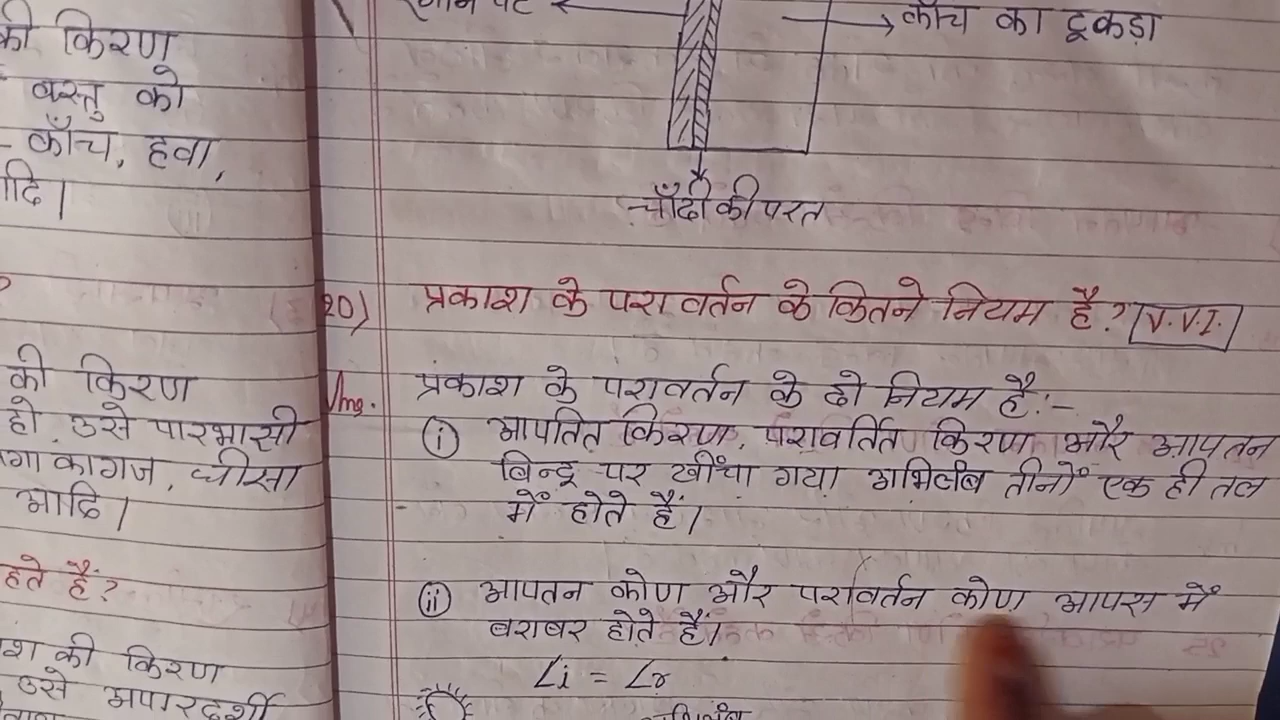 की किरण
वस्तु को
काँच, हवा,
की किरण
हो, उसे पारभासी
कागज, घीसा
आदि।
हते हैं?
की किरण
उसे अपारदर्शी
काँच का टूकड़ा
चाँदी की परत
20) प्रकाश के परावर्तन के कितने नियम है? V.V.I.
Ans. प्रकाश के परावर्तन के दो नियम है:-
(i) आपतित किरण, परावर्तित किरण और आपतन
बिन्दू पर खींचा गया अभिलंब तीनों एक ही तल
में होते हैं।
(ii) आपतन कोण और परावर्तन कोण आपस में
बराबर होते हैं।
∠i = ∠r